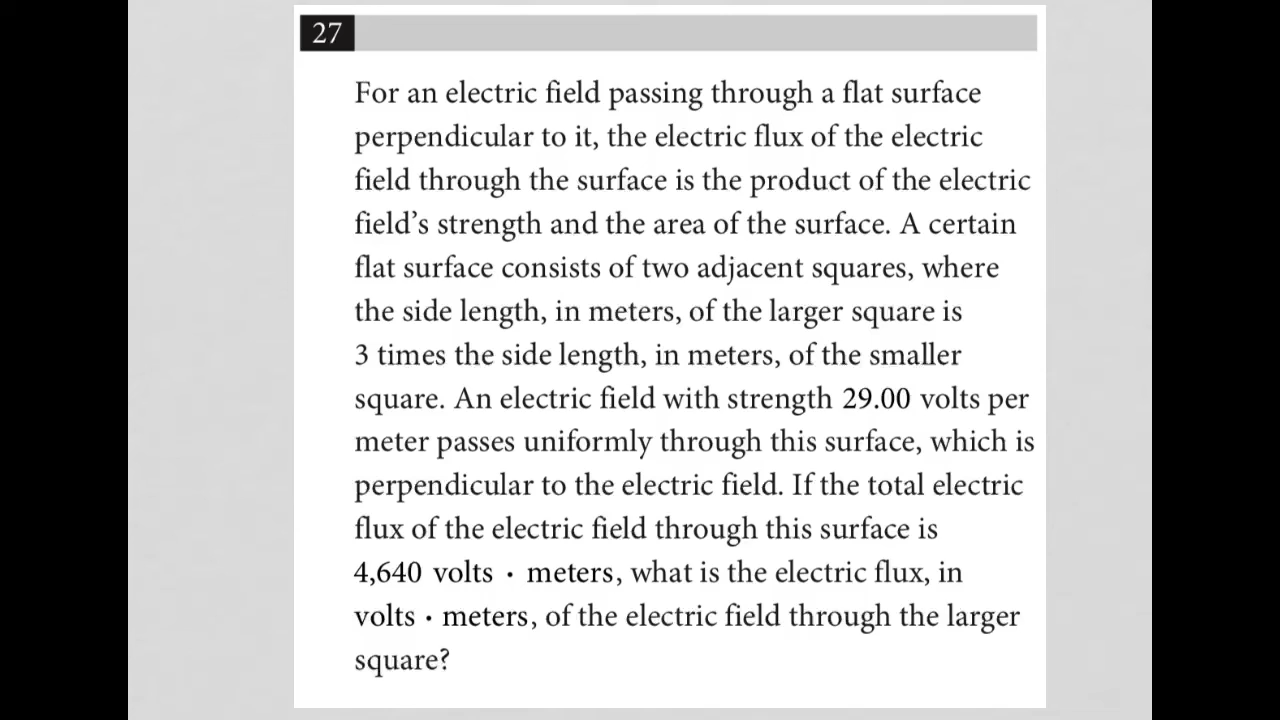 27
For an electric field passing through a flat surface
perpendicular to it, the electric flux of the electric
field through the surface is the product of the electric
field’s strength and the area of the surface. A certain
flat surface consists of two adjacent squares, where
the side length, in meters, of the larger square is
3 times the side length, in meters, of the smaller
square. An electric field with strength 29.00 volts per
meter passes uniformly through this surface, which is
perpendicular to the electric field. If the total electric
flux of the electric field through this surface is
4,640 volts · meters, what is the electric flux, in
volts · meters, of the electric field through the larger
square?